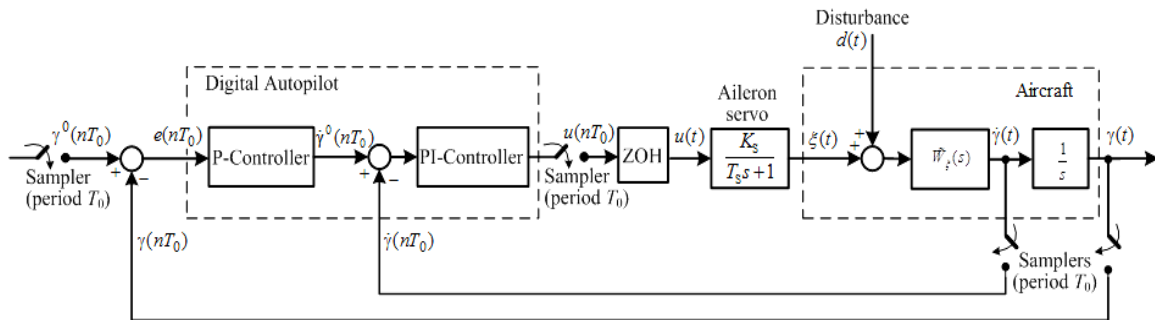 Disturbance
d(t)
Digital Autopilot
Aileron
servo
Aircraft
γ⁰(nT₀)
e(nT₀)
γ̇⁰(nT₀)
u(nT₀)
u(t)
ξ(t)
γ̇(t)
γ(t)
P-Controller
PI-Controller
ZOH
K_S
T_S s+1
+
+
1
s
Sampler
(period T₀)
+
−
+
−
Sampler
(period T₀)
γ(nT₀)
γ̇(nT₀)
Samplers
(period T₀)